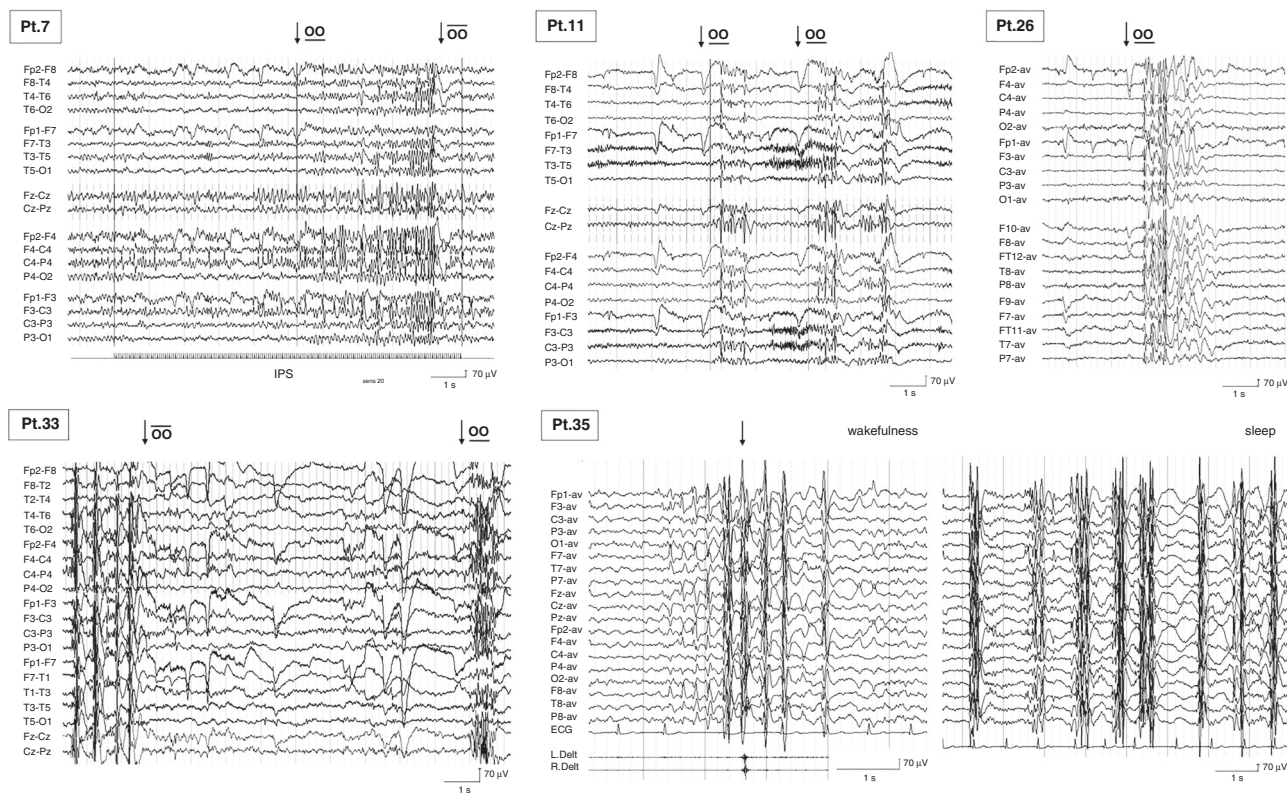 Pt.7
OO
OO
Fp2-F8
F8-T4
T4-T6
T6-O2
Fp1-F7
F7-T3
T3-T5
T5-O1
Fz-Cz
Cz-Pz
Fp2-F4
F4-C4
C4-P4
P4-O2
Fp1-F3
F3-C3
C3-P3
P3-O1
IPS
sens 20
70 µV
1 s
Pt.11
OO
OO
Fp2-F8
F8-T4
T4-T6
T6-O2
Fp1-F7
F7-T3
T3-T5
T5-O1
Fz-Cz
Cz-Pz
Fp2-F4
F4-C4
C4-P4
P4-O2
Fp1-F3
F3-C3
C3-P3
P3-O1
70 µV
1 s
Pt.26
OO
Fp2-av
F4-av
C4-av
P4-av
O2-av
Fp1-av
F3-av
C3-av
P3-av
O1-av
F10-av
F8-av
FT12-av
T8-av
P8-av
F9-av
F7-av
FT11-av
T7-av
P7-av
70 µV
1 s
Pt.33
OO
OO
Fp2-F8
F8-T2
T2-T4
T4-T6
T6-O2
Fp2-F4
F4-C4
C4-P4
P4-O2
Fp1-F3
F3-C3
C3-P3
P3-O1
Fp1-F7
F7-T1
T1-T3
T3-T5
T5-O1
Fz-Cz
Cz-Pz
70 µV
1 s
Pt.35
wakefulness
sleep
Fp1-av
F3-av
C3-av
P3-av
O1-av
F7-av
T7-av
P7-av
Fz-av
Cz-av
Pz-av
Fp2-av
F4-av
C4-av
P4-av
O2-av
F8-av
T8-av
P8-av
ECG
L.Delt
R.Delt
70 µV
1 s
70 µV
1 s